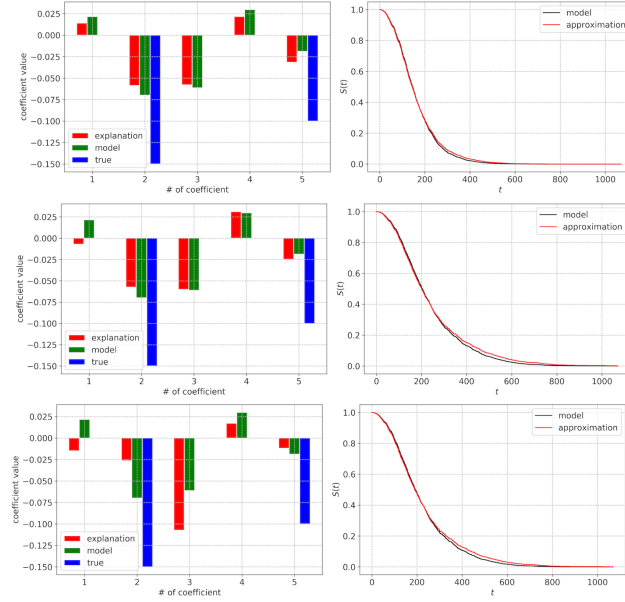 0.025
0.000
−0.025
−0.050
−0.075
−0.100
−0.125
−0.150
coefficient value
explanation
model
true
1 2 3 4 5
# of coefficient
1.0
0.8
0.6
0.4
0.2
0.0
S(t)
model
approximation
0 200 400 600 800 1000
t
0.025
0.000
−0.025
−0.050
−0.075
−0.100
−0.125
−0.150
coefficient value
explanation
model
true
1 2 3 4 5
# of coefficient
1.0
0.8
0.6
0.4
0.2
0.0
S(t)
model
approximation
0 200 400 600 800 1000
t
0.025
0.000
−0.025
−0.050
−0.075
−0.100
−0.125
−0.150
coefficient value
explanation
model
true
1 2 3 4 5
# of coefficient
1.0
0.8
0.6
0.4
0.2
0.0
S(t)
model
approximation
0 200 400 600 800 1000
t